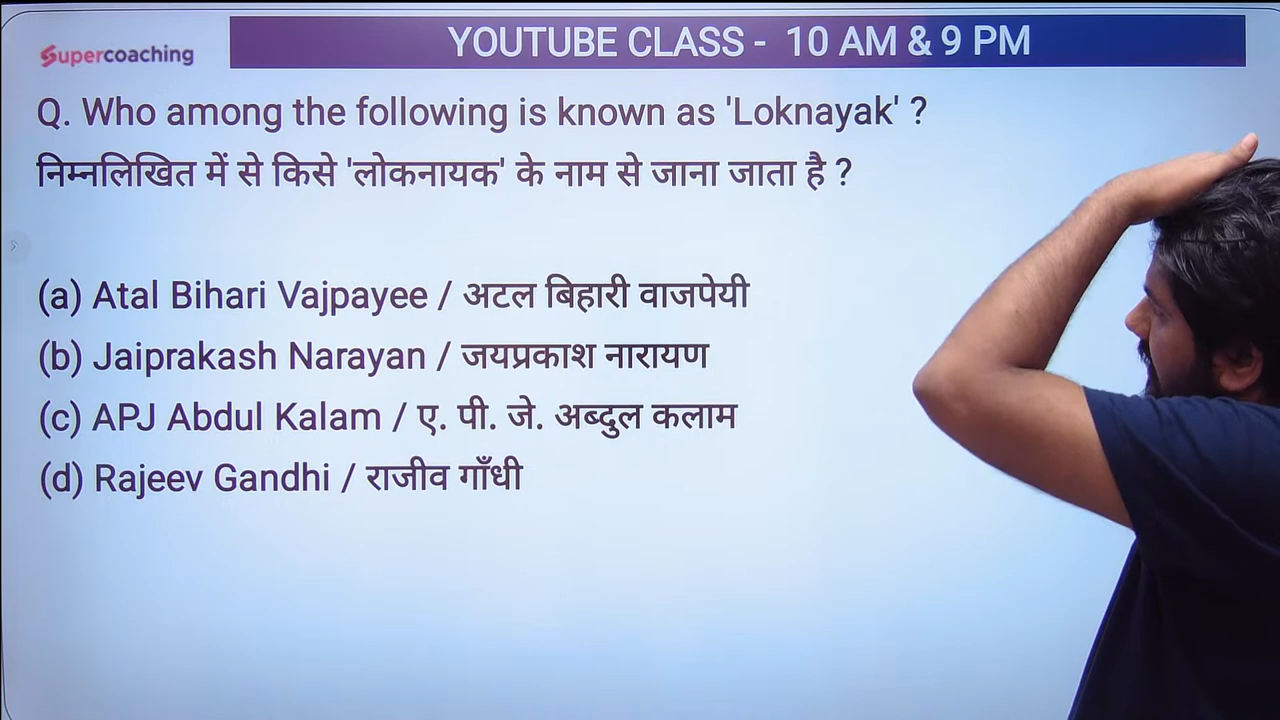 Supercoaching
YOUTUBE CLASS - 10 AM & 9 PM
Q. Who among the following is known as 'Loknayak' ?
निम्नलिखित में से किसे 'लोकनायक' के नाम से जाना जाता है ?
(a) Atal Bihari Vajpayee / अटल बिहारी वाजपेयी
(b) Jaiprakash Narayan / जयप्रकाश नारायण
(c) APJ Abdul Kalam / ए. पी. जे. अब्दुल कलाम
(d) Rajeev Gandhi / राजीव गाँधी